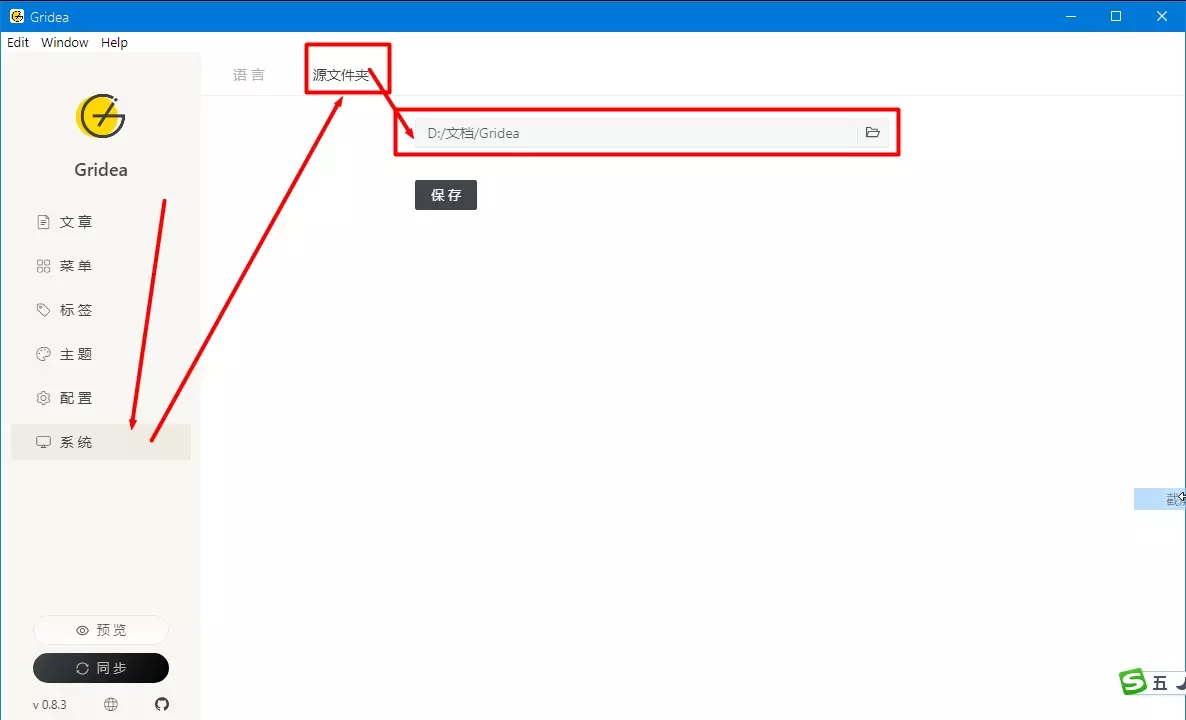 Gridea
Edit Window Help
语言 源文件夹
D:/文档/Gridea
Gridea
保存
文章
菜单
标签
主题
配置
系统
预览
同步
v 0.8.3
五